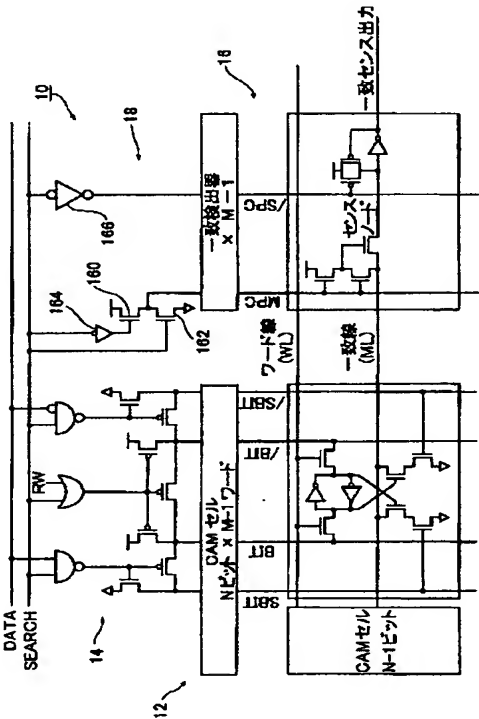 DATA
SEARCH
10
14
RW
164
160
162
166
18
12
CAMセル
Nビット×M-1ワード
一致検出器
×M-1
16
SBIT
BIT
/BIT
/SBIT
MPC
/SPC
ワード線
(WL)
一致線
(ML)
センス
ノード
一致センス出力
CAMセル
N-1ビット